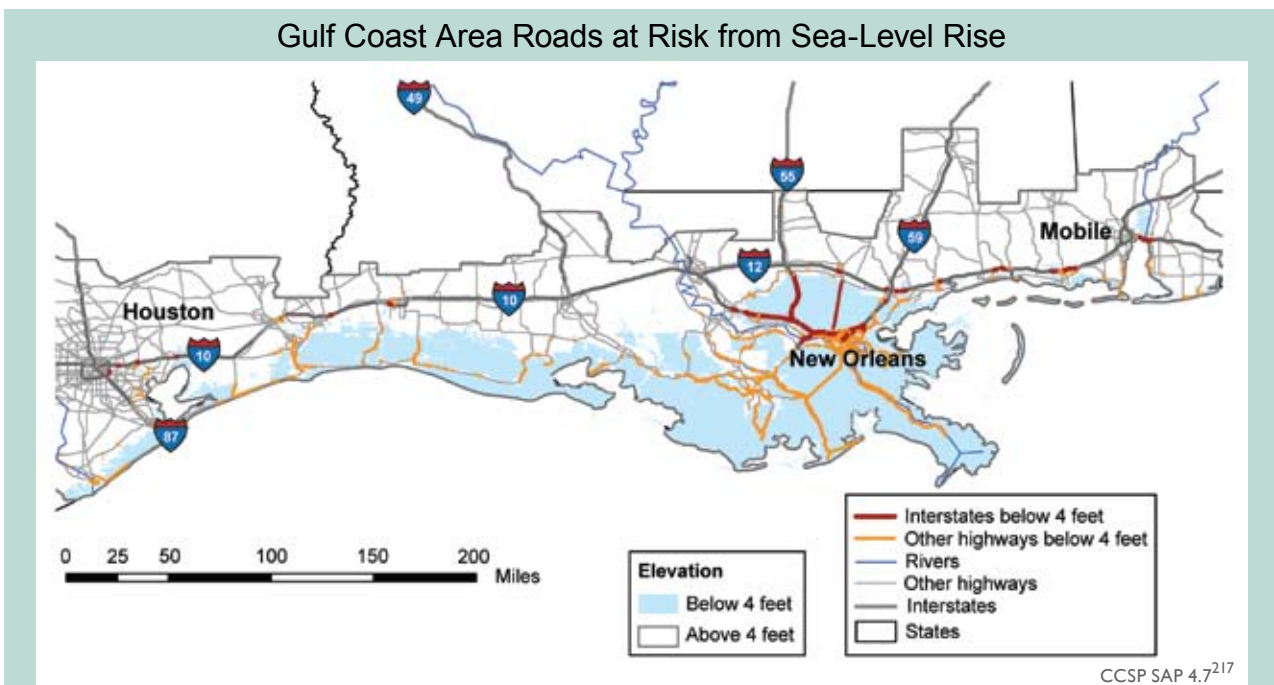 Gulf Coast Area Roads at Risk from Sea-Level Rise
49
55
59
Mobile
12
10
Houston
10
New Orleans
87
0 25 50 100 150 200 Miles
Elevation
Below 4 feet
Above 4 feet
Interstates below 4 feet
Other highways below 4 feet
Rivers
Other highways
Interstates
States
CCSP SAP 4.7217